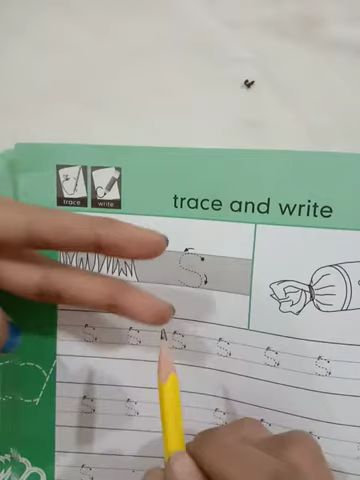 trace write
trace and write
S
s s s s s s
s s s
s s